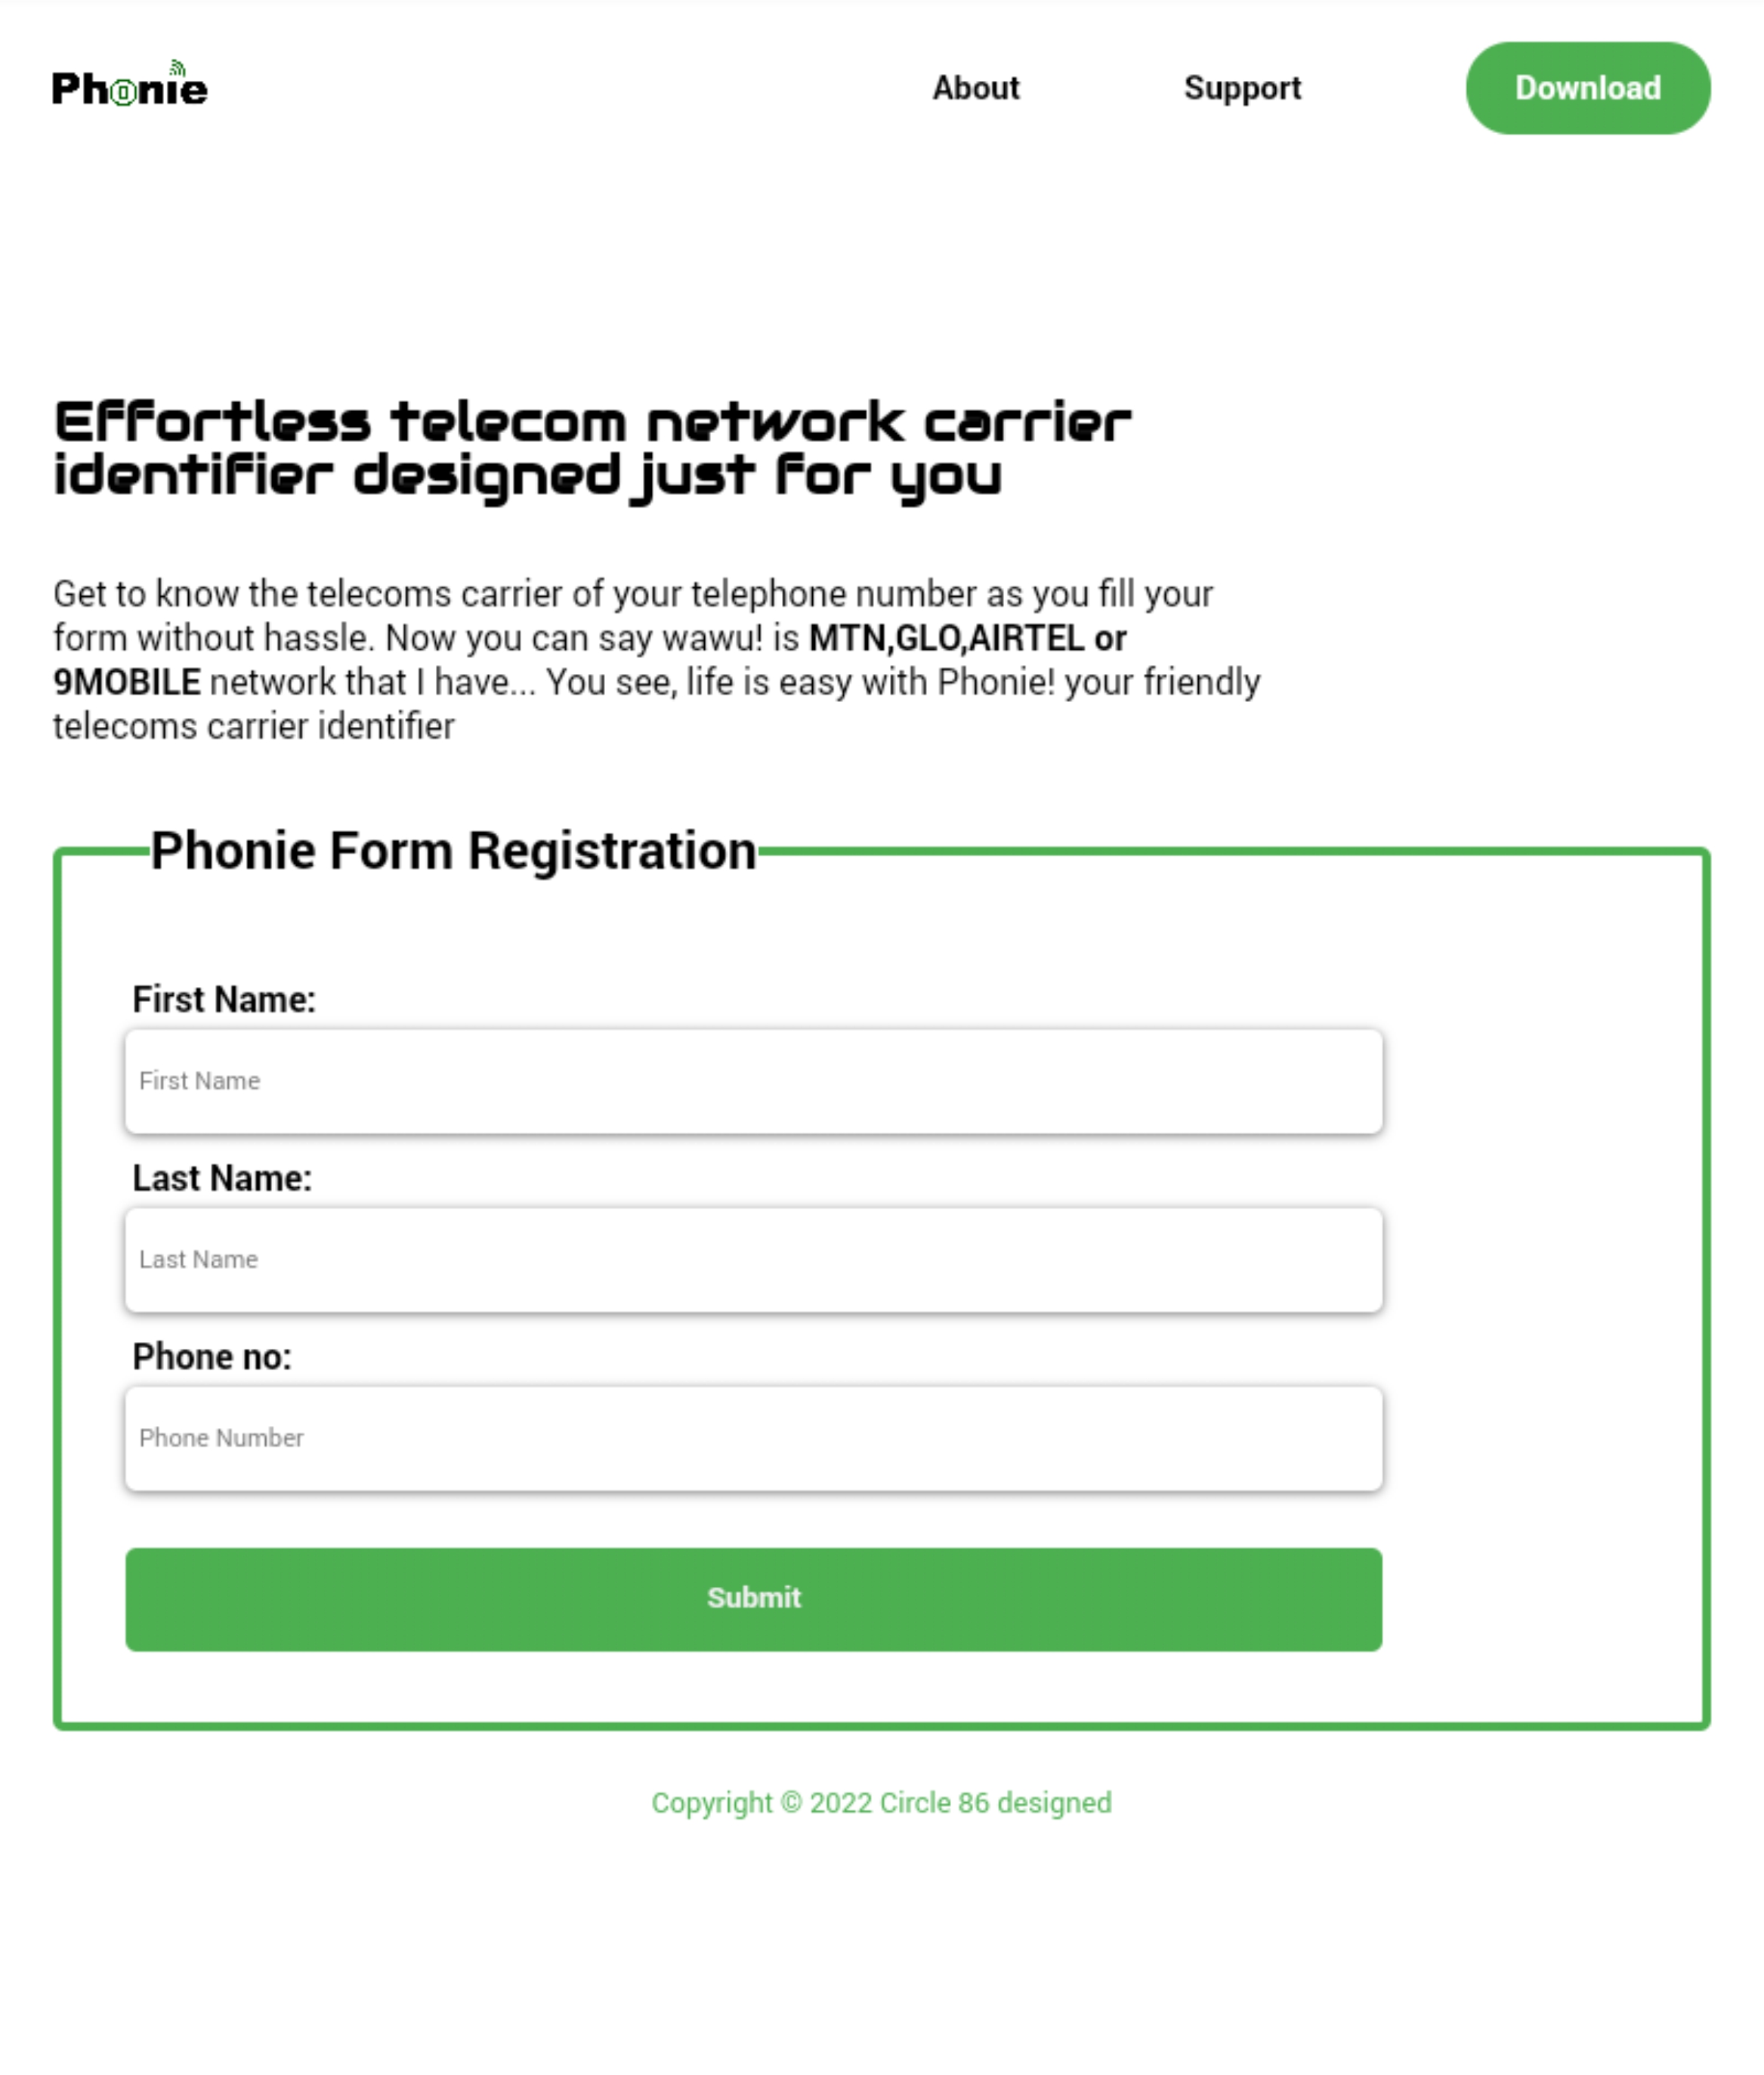 Phonie
About
Support
Download
Effortless telecom network carrier
identifier designed just for you
Get to know the telecoms carrier of your telephone number as you fill your
form without hassle. Now you can say wawu! is MTN,GLO,AIRTEL or
9MOBILE network that I have... You see, life is easy with Phonie! your friendly
telecoms carrier identifier
Phonie Form Registration
First Name:
First Name
Last Name:
Last Name
Phone no:
Phone Number
Submit
Copyright © 2022 Circle 86 designed